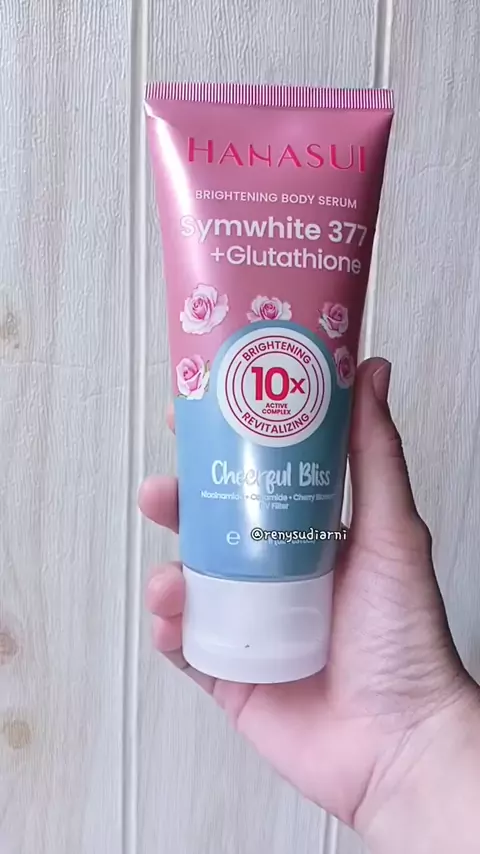 HANASUI
BRIGHTENING BODY SERUM
Symwhite 377
+Glutathione
BRIGHTENING
10x
ACTIVE
COMPLEX
REVITALIZING
Cheerful Bliss
Niacinamide • Ceramide • Cherry Blossom
UV Filter
e @renysudiarni